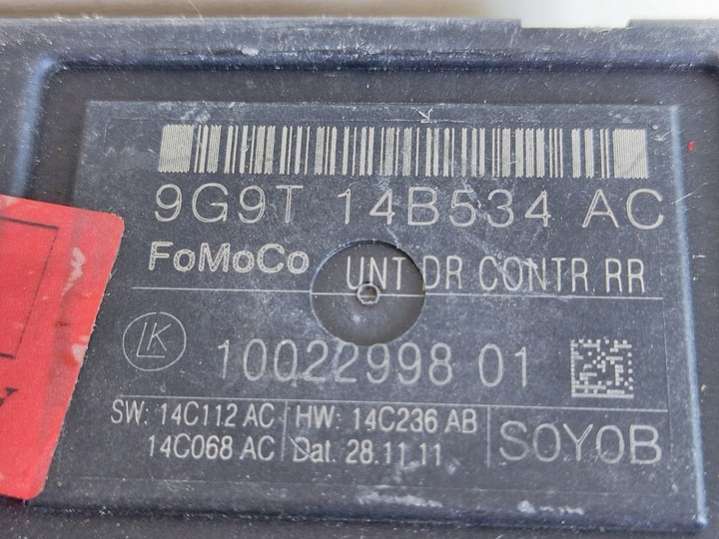 9G9T 14B534 AC
FoMoCo UNT DR CONTR RR
LK 10022998 01
SW: 14C112 AC HW: 14C236 AB
14C068 AC Dat. 28.11.11 S0Y0B